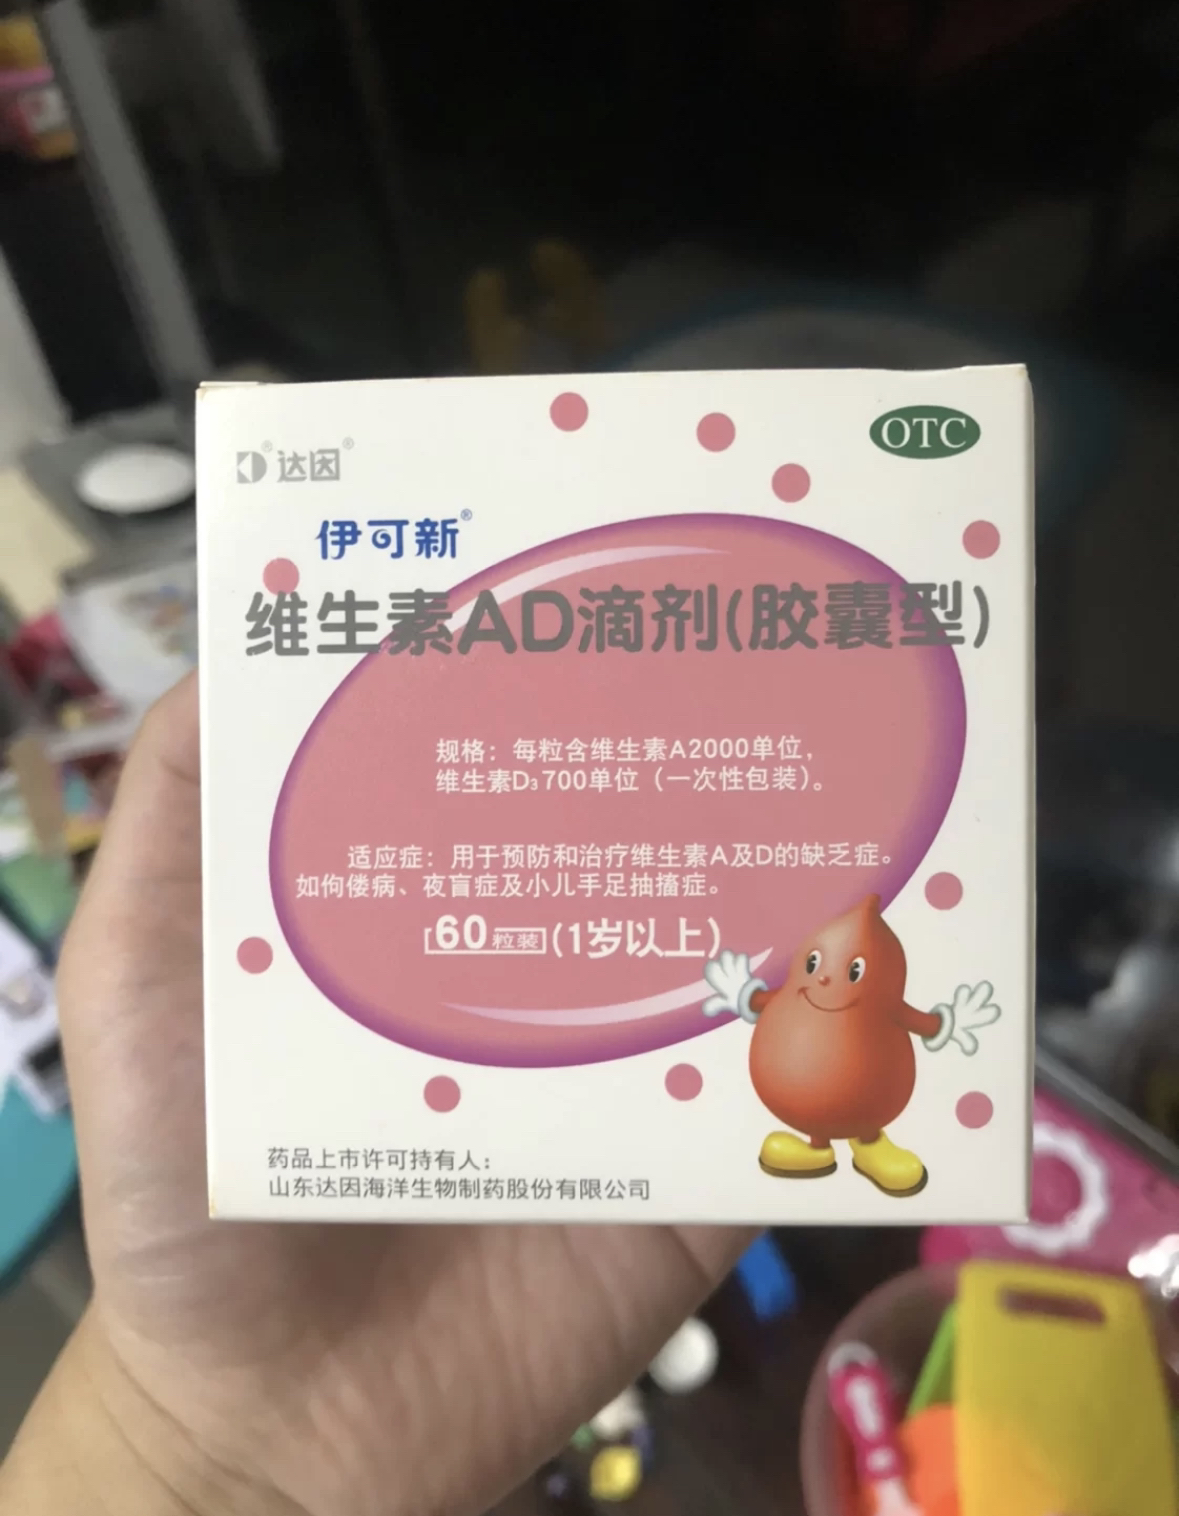 达因®
OTC
伊可新®
维生素AD滴剂(胶囊型)
规格：每粒含维生素A2000单位，
维生素D₃700单位（一次性包装）。
适应症：用于预防和治疗维生素A及D的缺乏症。
如佝偻病、夜盲症及小儿手足抽搐症。
60粒装(1岁以上)
药品上市许可持有人：
山东达因海洋生物制药股份有限公司